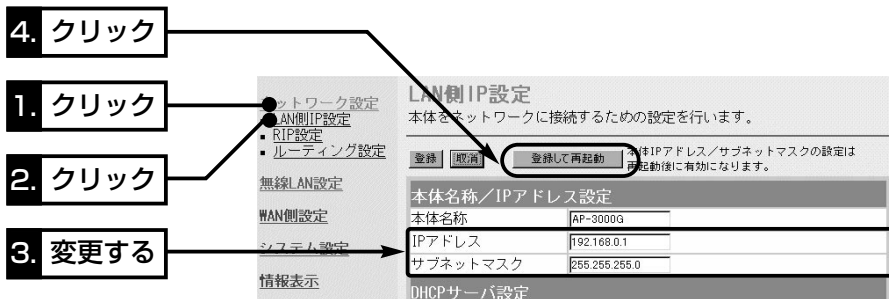 4. クリック
1. クリック
2. クリック
3. 変更する
ネットワーク設定
LAN側IP設定
RIP設定
ルーティング設定
無線LAN設定
WAN側設定
システム設定
情報表示
LAN側IP設定
本体をネットワークに接続するための設定を行います。
登録 取消 登録して再起動 本体IPアドレス／サブネットマスクの設定は
再起動後に有効になります。
本体名称／IPアドレス設定
本体名称 AP-3000G
IPアドレス 192.168.0.1
サブネットマスク 255.255.255.0
DHCPサーバ設定